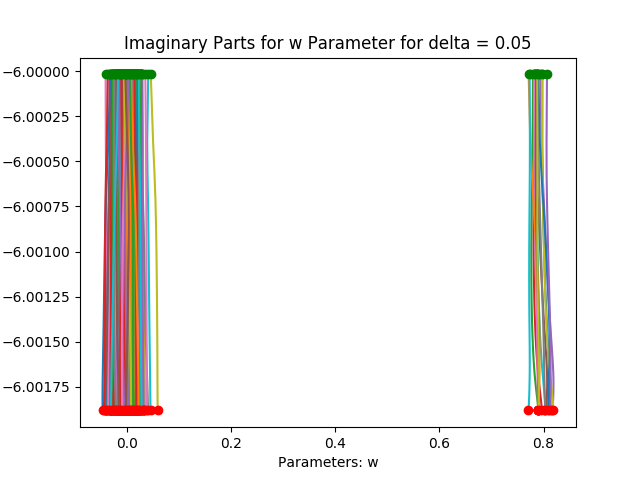 Imaginary Parts for w Parameter for delta = 0.05
−6.00000
−6.00025
−6.00050
−6.00075
−6.00100
−6.00125
−6.00150
−6.00175
0.0 0.2 0.4 0.6 0.8
Parameters: w